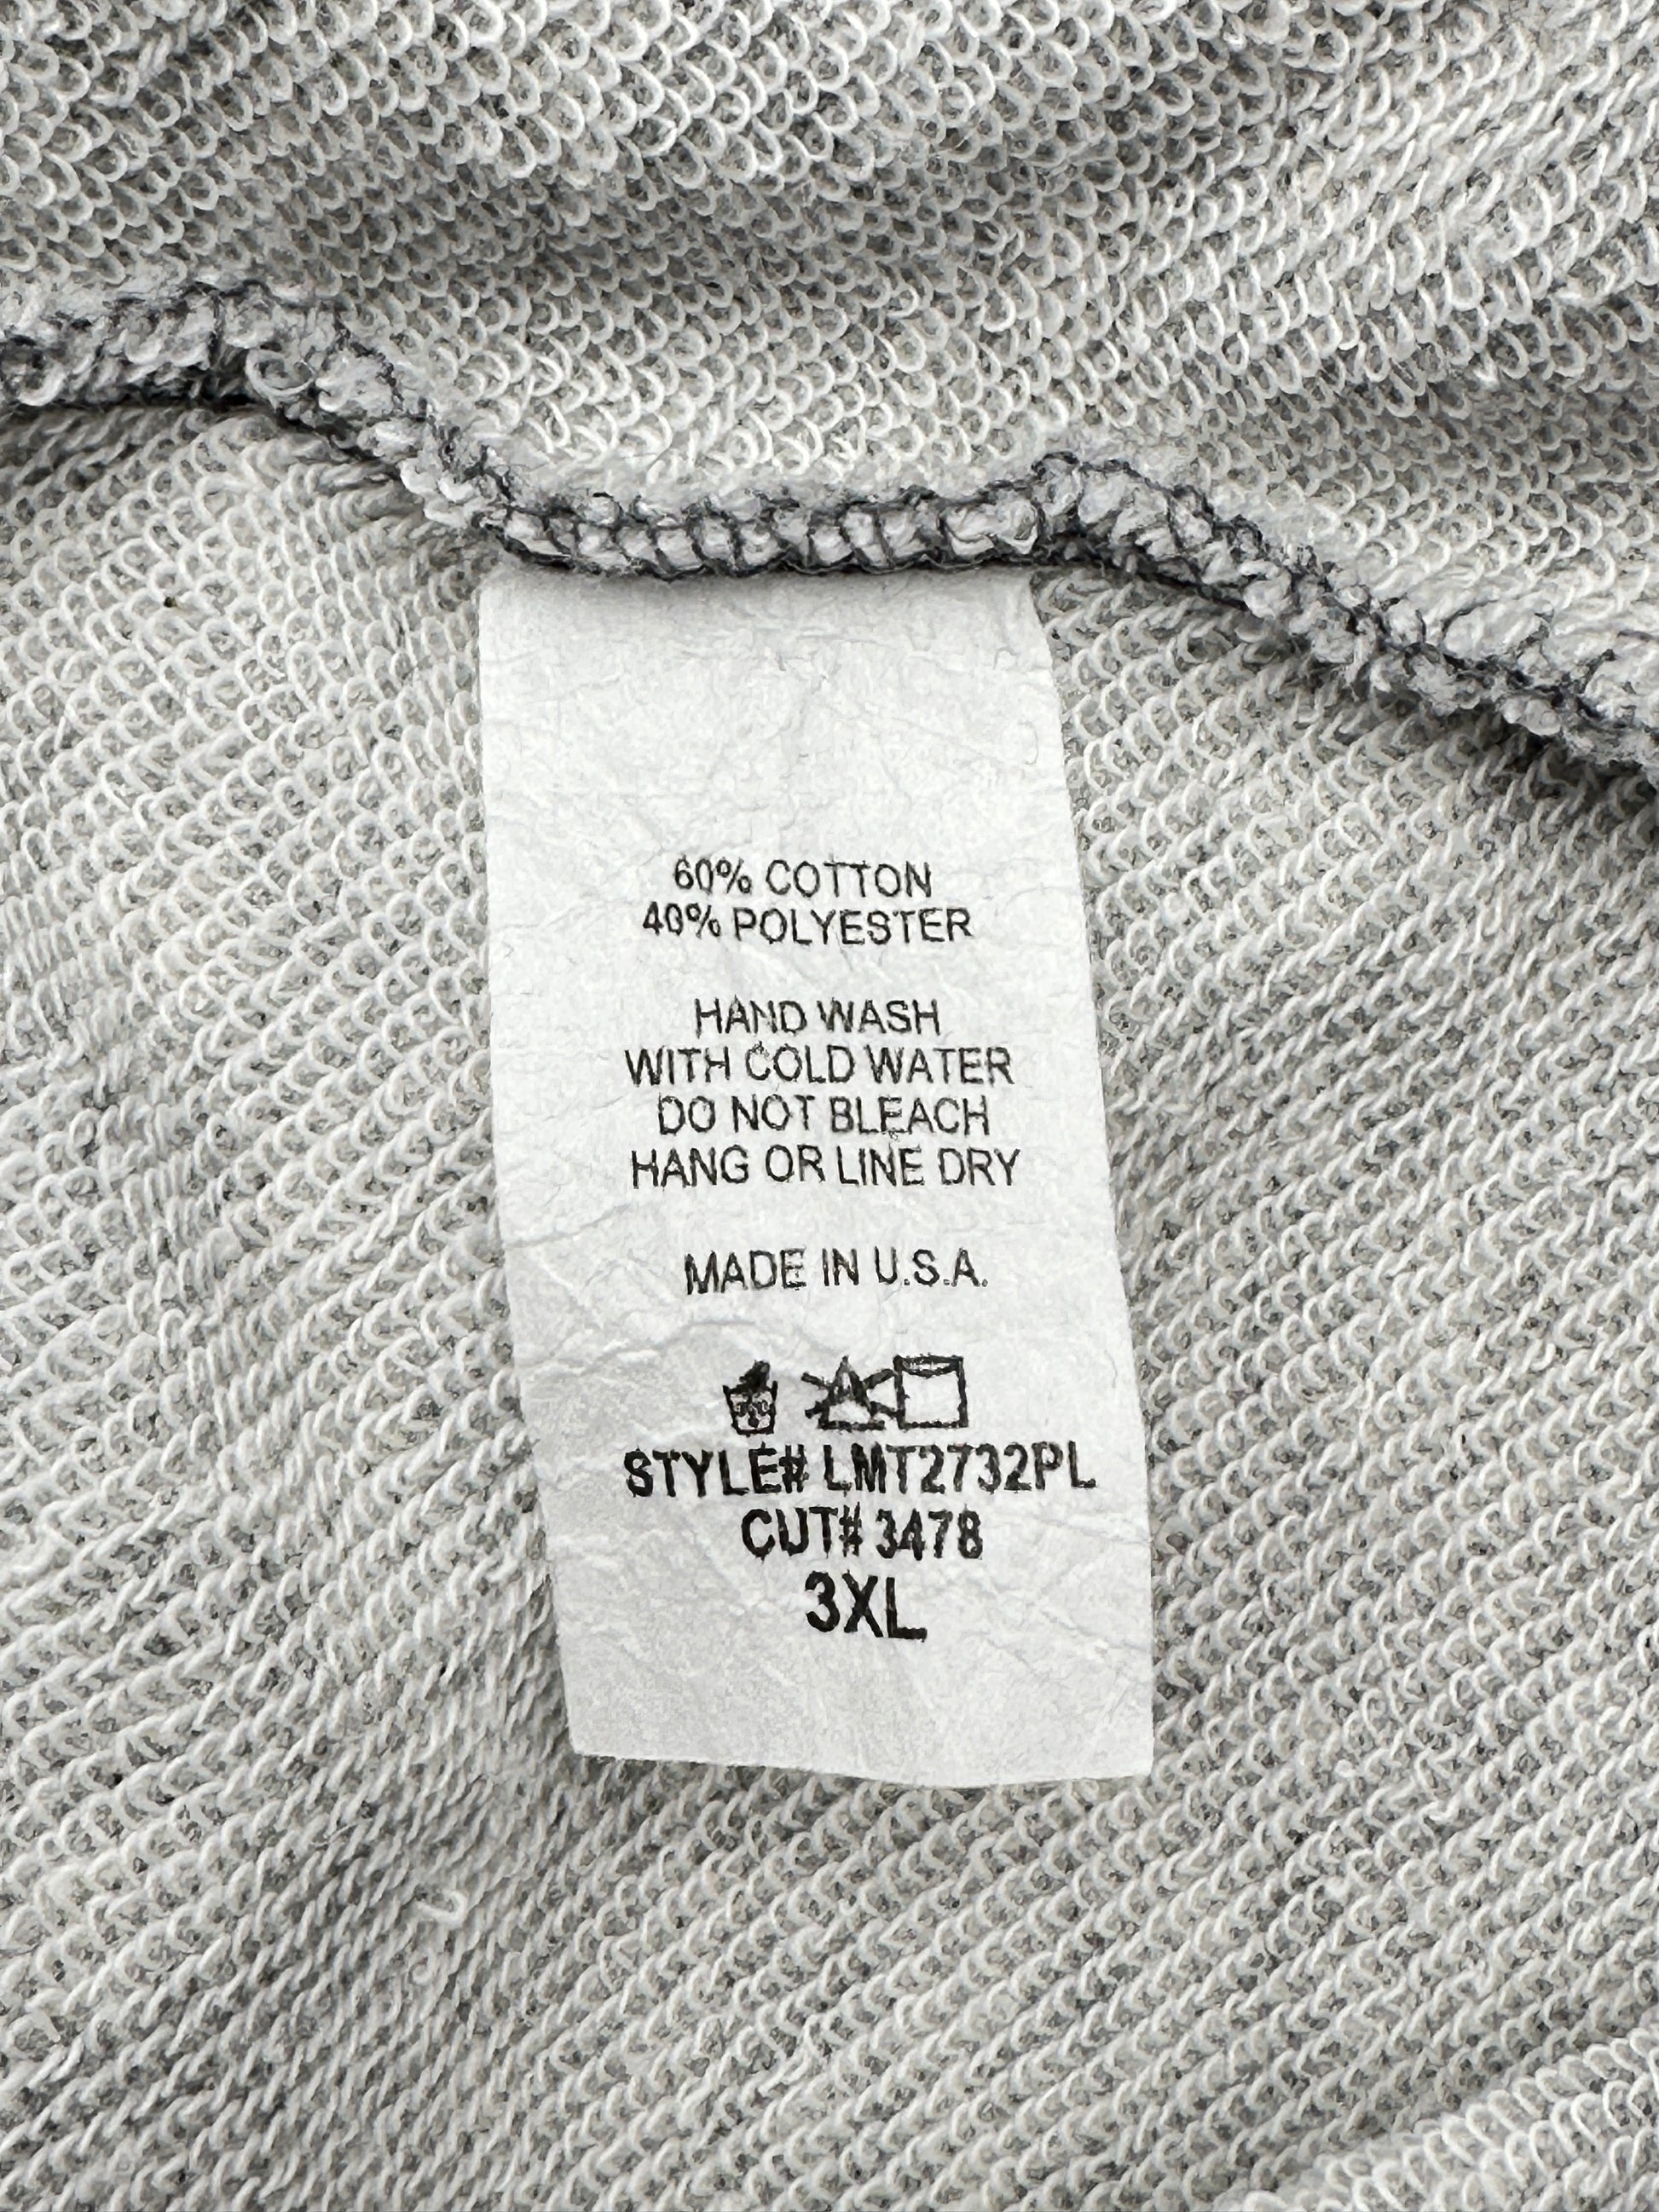 60% COTTON
40% POLYESTER
HAND WASH
WITH COLD WATER
DO NOT BLEACH
HANG OR LINE DRY
MADE IN U.S.A.
STYLE# LMT2732PL
CUT# 3478
3XL